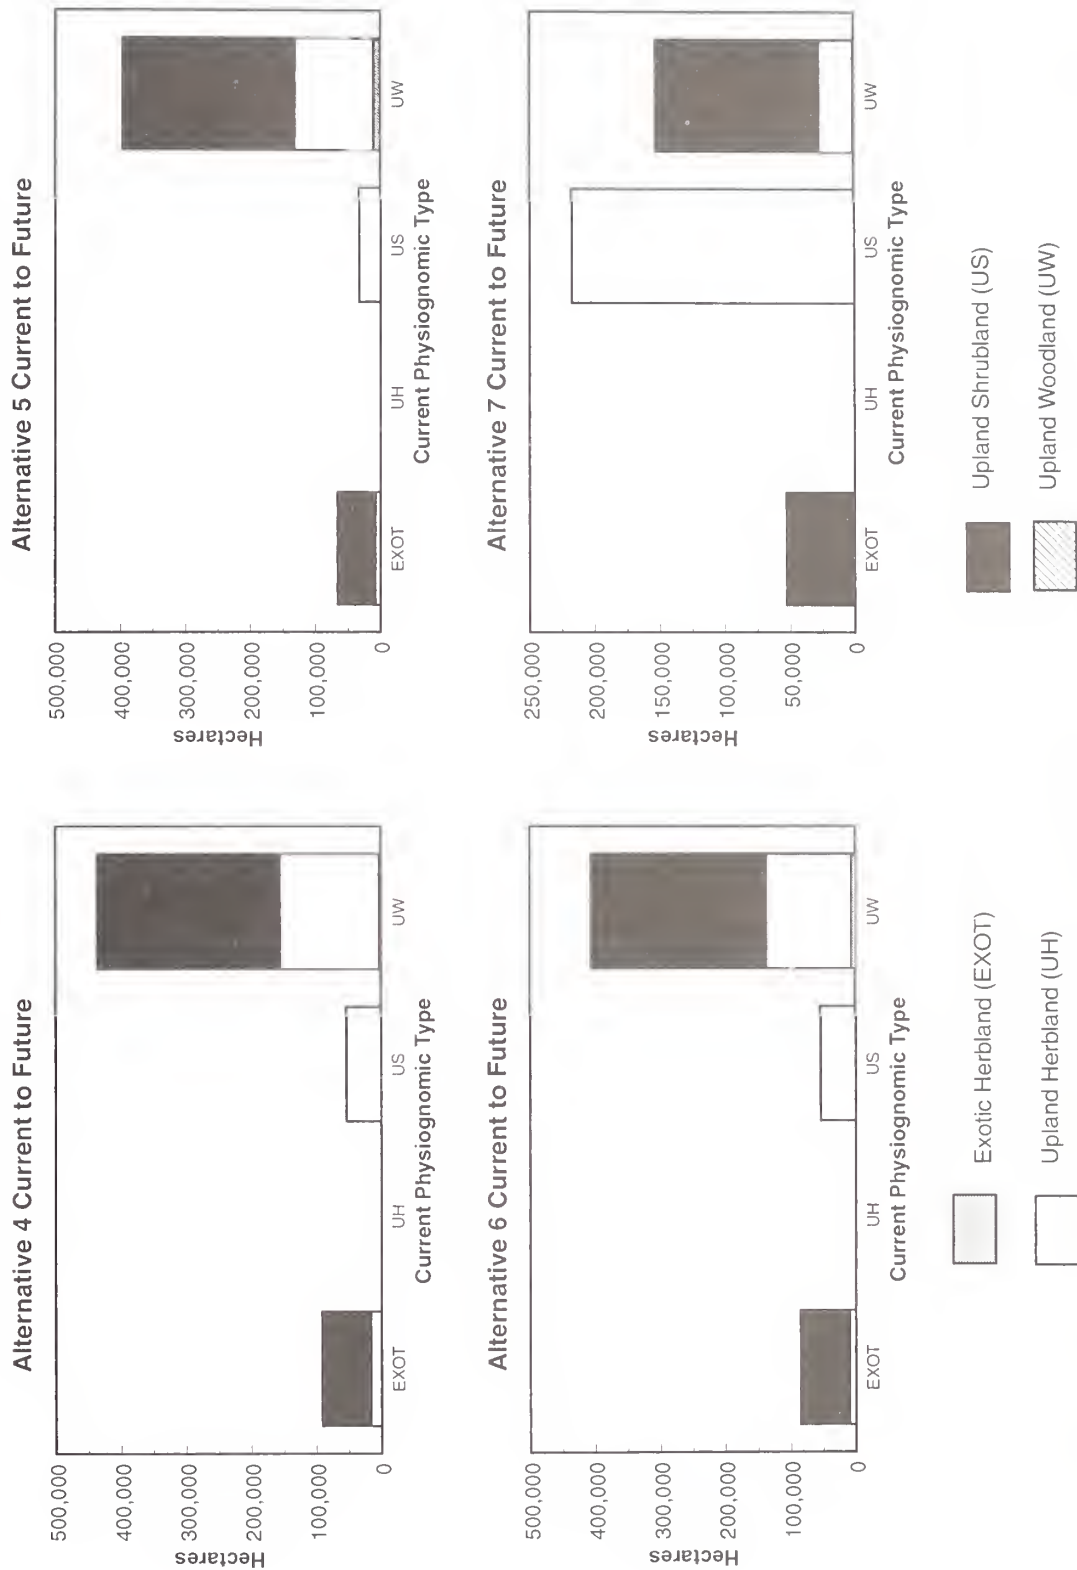 Alternative 4 Current to Future
Hectares
500,000
400,000
300,000
200,000
100,000
0
EXOT
UH
US
UW
Current Physiognomic Type
Alternative 5 Current to Future
Hectares
500,000
400,000
300,000
200,000
100,000
0
EXOT
UH
US
UW
Current Physiognomic Type
Alternative 6 Current to Future
Hectares
500,000
400,000
300,000
200,000
100,000
0
EXOT
UH
US
UW
Current Physiognomic Type
Alternative 7 Current to Future
Hectares
250,000
200,000
150,000
100,000
50,000
0
EXOT
UH
US
UW
Current Physiognomic Type
Exotic Herbland (EXOT)
Upland Shrubland (US)
Upland Herbland (UH)
Upland Woodland (UW)